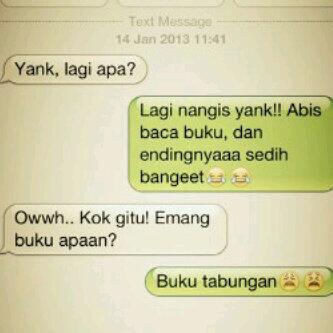 Text Message
14 Jan 2013 11:41
Yank, lagi apa?
Lagi nangis yank!! Abis
baca buku, dan
endingnyaaa sedih
bangeet😂 😂
Owwh.. Kok gitu! Emang
buku apaan?
Buku tabungan😩 😩